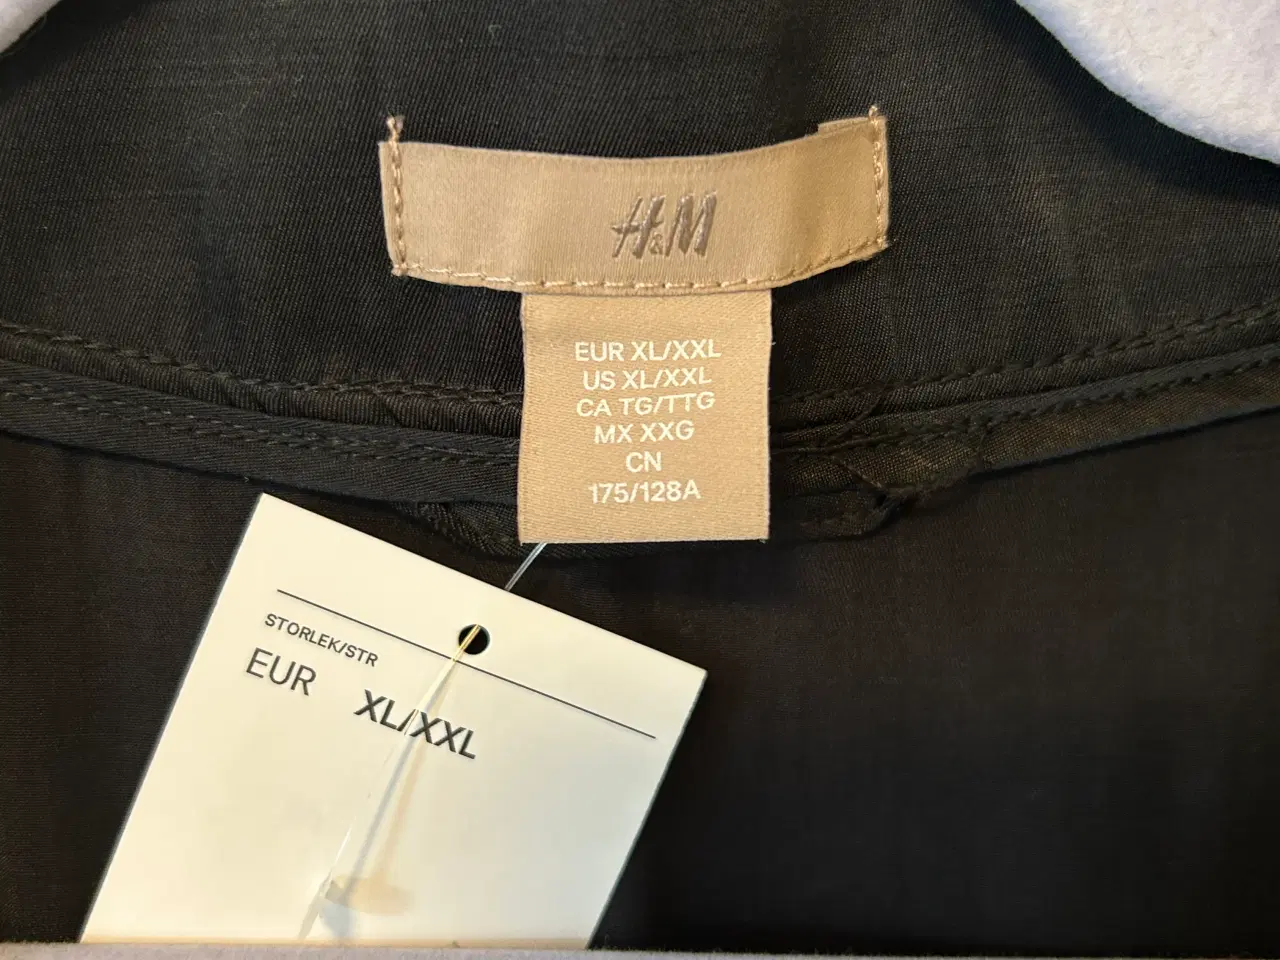 H&M
EUR XL/XXL
US XL/XXL
CA TG/TTG
MX XXG
CN
175/128A
STORLEK/STR
EUR XL/XXL